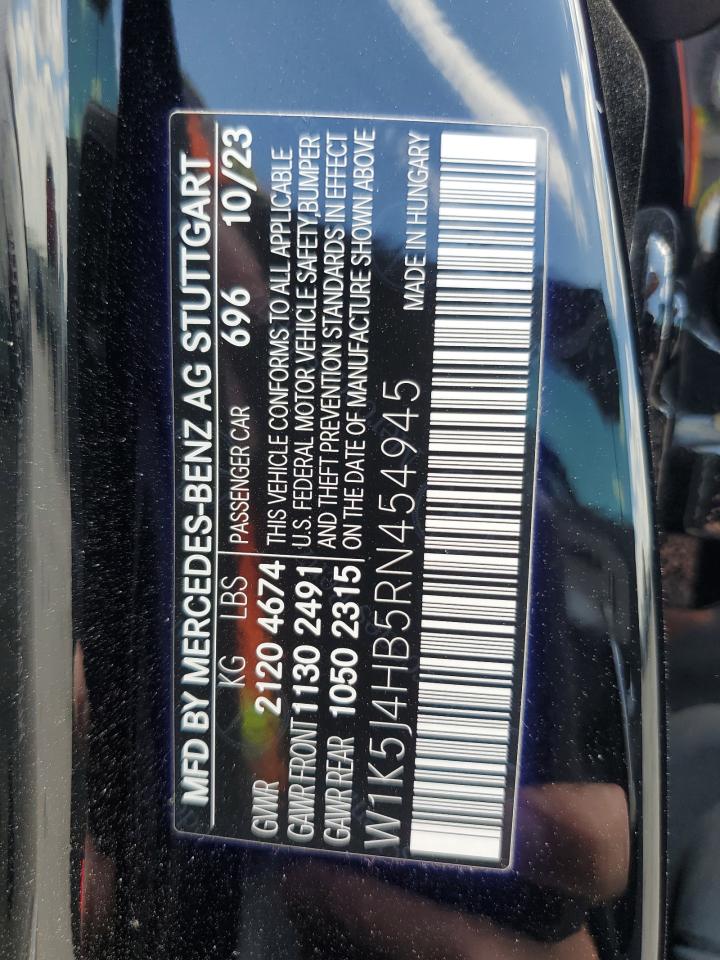 MFD BY MERCEDES-BENZ AG STUTTGART
KG LBS PASSENGER CAR 696 10/23
GWR 2120 4674 THIS VEHICLE CONFORMS TO ALL APPLICABLE
GAWR FRONT 1130 2491 U.S. FEDERAL MOTOR VEHICLE SAFETY, BUMPER
GAWR REAR 1050 2315 AND THEFT PREVENTION STANDARDS IN EFFECT
ON THE DATE OF MANUFACTURE SHOWN ABOVE
W1K5J4HB5RN454945 MADE IN HUNGARY